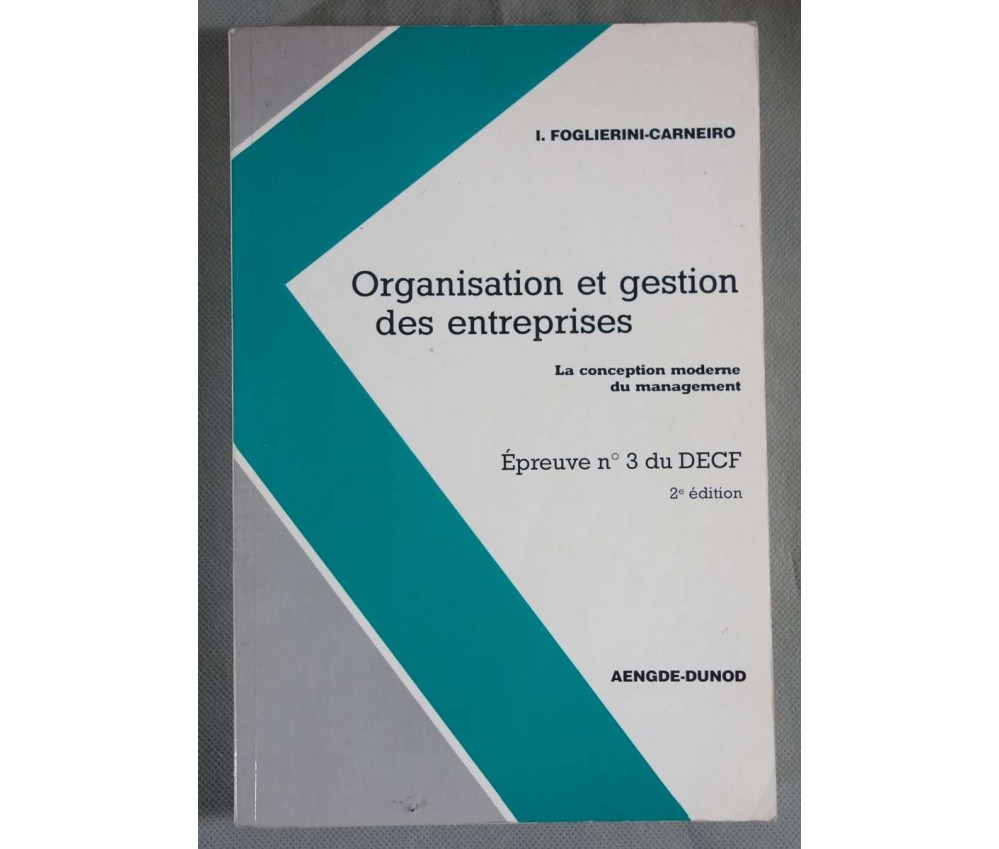 I. FOGLIERINI-CARNEIRO
Organisation et gestion
des entreprises
La conception moderne
du management
Épreuve n° 3 du DECF
2e édition
AENGDE-DUNOD